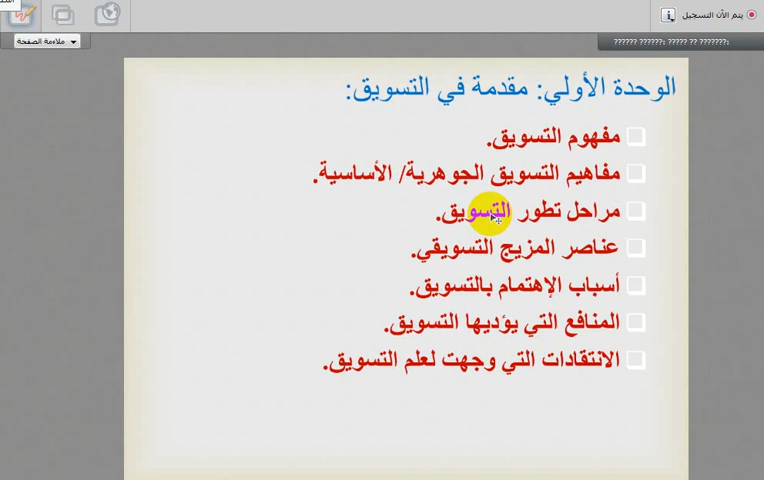 يتم الآن التسجيل
ملاءمة الصفحة
?????? ??????: ????? ?? ???????:
الوحدة الأولي: مقدمة في التسويق:
مفهوم التسويق.
مفاهيم التسويق الجوهرية/ الأساسية.
مراحل تطور التسويق.
عناصر المزيج التسويقي.
أسباب الإهتمام بالتسويق.
المنافع التي يؤديها التسويق.
الانتقادات التي وجهت لعلم التسويق.